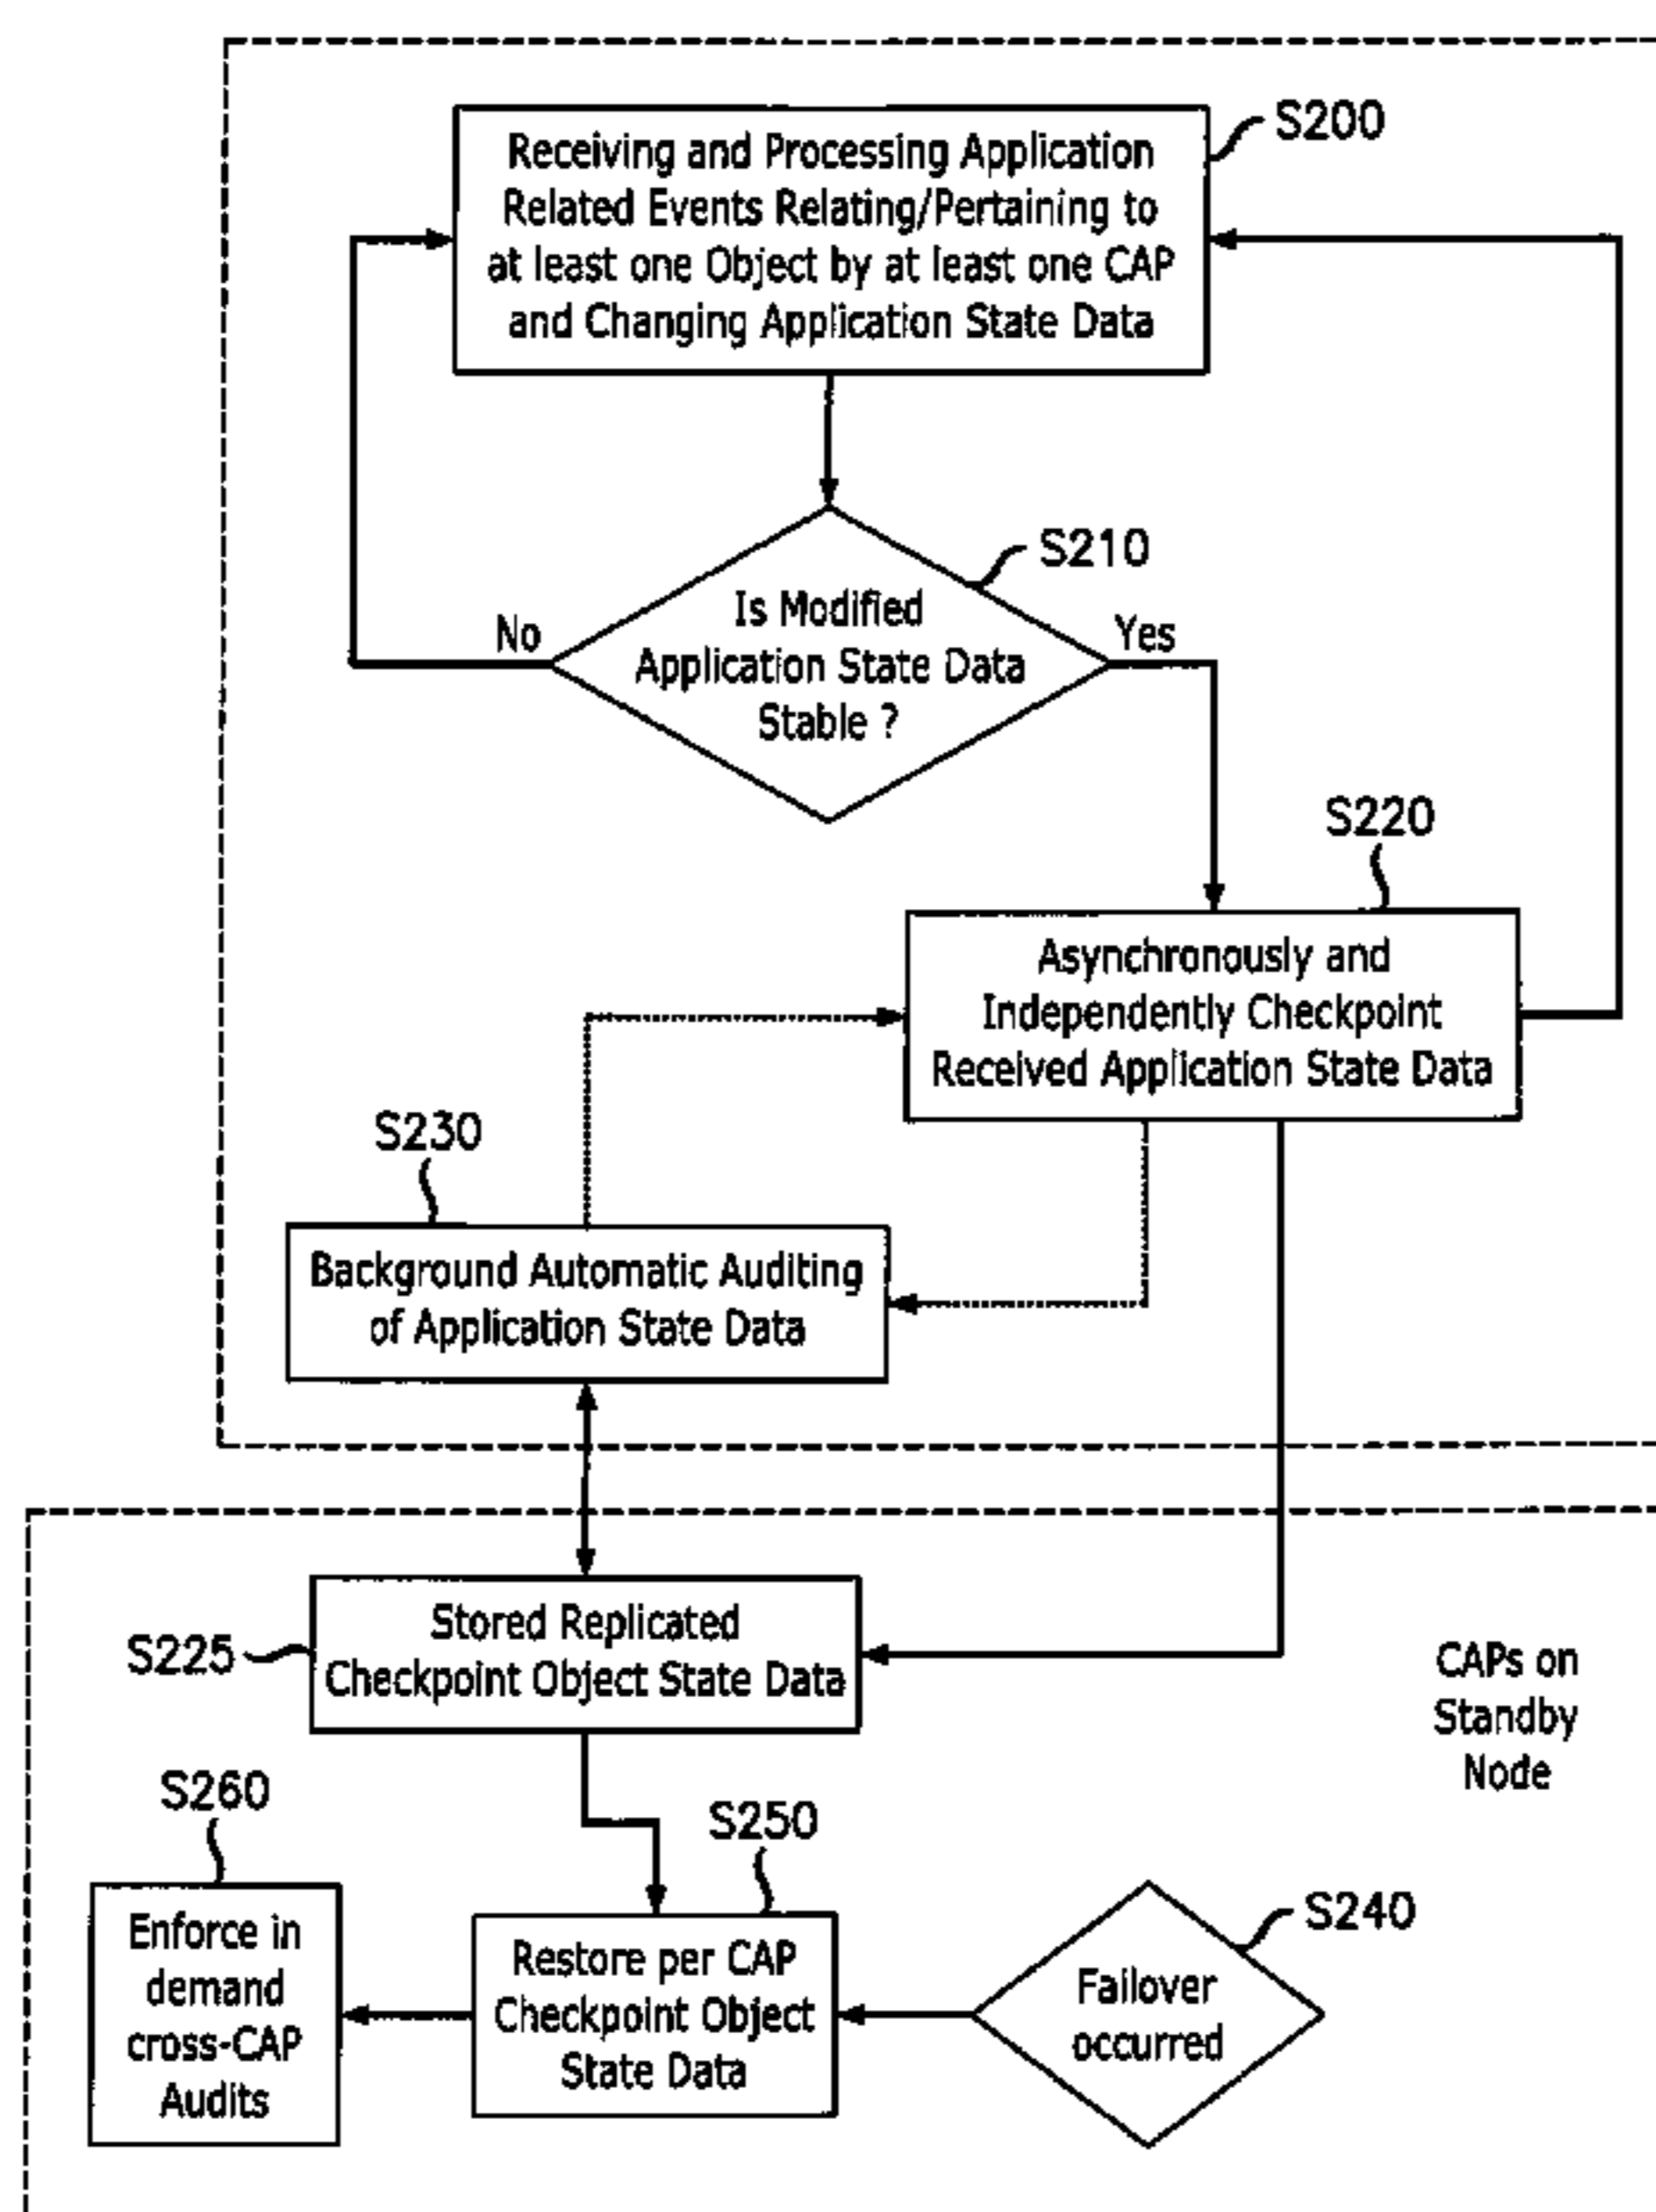 S200
Receiving and Processing Application
Related Events Relating/Pertaining to
at least one Object by at least one CAP
and Changing Application State Data
S210
Is Modified
Application State Data
Stable ?
No
Yes
S220
Asynchronously and
Independently Checkpoint
Received Application State Data
S230
Background Automatic Auditing
of Application State Data
S225
Stored Replicated
Checkpoint Object State Data
CAPs on
Standby
Node
S260
Enforce in
demand
cross-CAP
Audits
S250
Restore per CAP
Checkpoint Object
State Data
S240
Failover
occurred